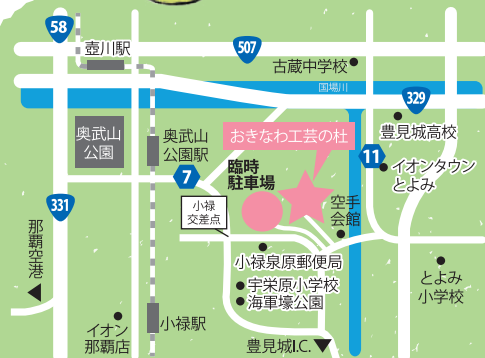 58
壺川駅
507
古蔵中学校
国場川
329
豊見城高校
奥武山
公園
奥武山
公園駅
おきなわ工芸の杜
11
イオンタウン
とよみ
臨時
駐車場
7
331
小禄
交差点
空手
会館
那覇空港
小禄泉原郵便局
とよみ
小学校
宇栄原小学校
海軍壕公園
小禄駅
イオン
那覇店
豊見城I.C.